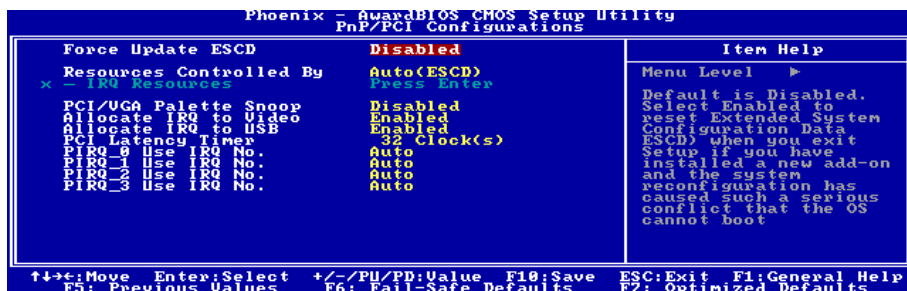 Phoenix - AwardBIOS CMOS Setup Utility
PnP/PCI Configurations
Force Update ESCD Disabled
Resources Controlled By Auto(ESCD)
x - IRQ Resources Press Enter
PCI/VGA Palette Snoop Disabled
Allocate IRQ to Video Enabled
Allocate IRQ to USB Enabled
PCI Latency Timer 32 Clock(s)
PIRQ_0 Use IRQ No. Auto
PIRQ_1 Use IRQ No. Auto
PIRQ_2 Use IRQ No. Auto
PIRQ_3 Use IRQ No. Auto
Item Help
Menu Level ►
Default is Disabled.
Select Enabled to
reset Extended System
Configuration Data
ESCD) when you exit
Setup if you have
installed a new add-on
and the system
reconfiguration has
caused such a serious
conflict that the OS
cannot boot
↑↓→←:Move Enter:Select +/-/PU/PD:Value F10:Save ESC:Exit F1:General Help
F5: Previous Values F6: Fail-Safe Defaults F7: Optimized Defaults